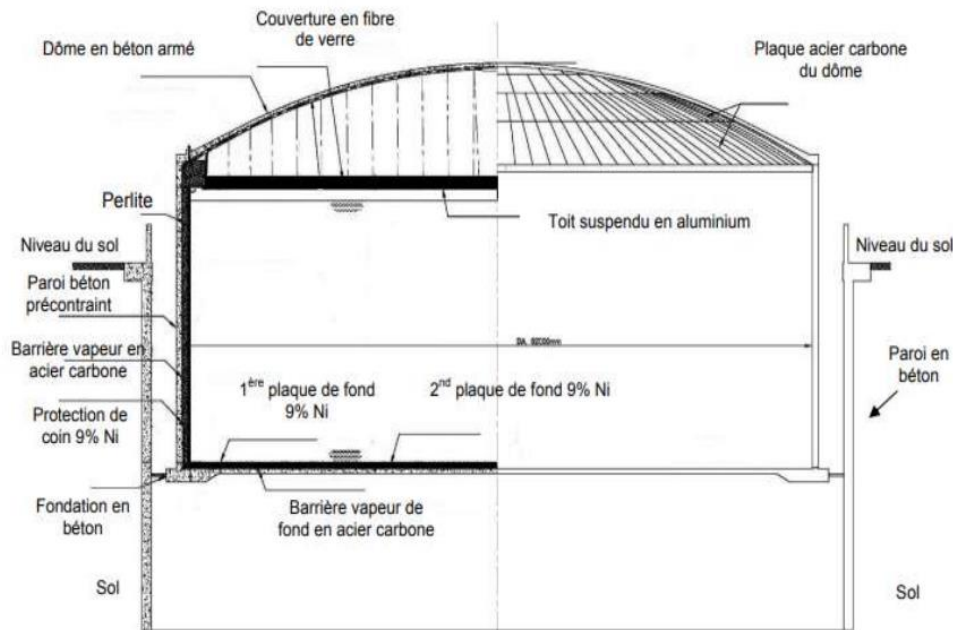 Couverture en fibre
de verre
Dôme en béton armé
Plaque acier carbone
du dôme
Perlite
Toit suspendu en aluminium
Niveau du sol
Niveau du sol
Paroi béton
précontraint
Barrière vapeur en
acier carbone
Paroi en
béton
1ère plaque de fond
9% Ni
2nd plaque de fond 9% Ni
Protection de
coin 9% Ni
Fondation en
béton
Barrière vapeur de
fond en acier carbone
Sol
Sol